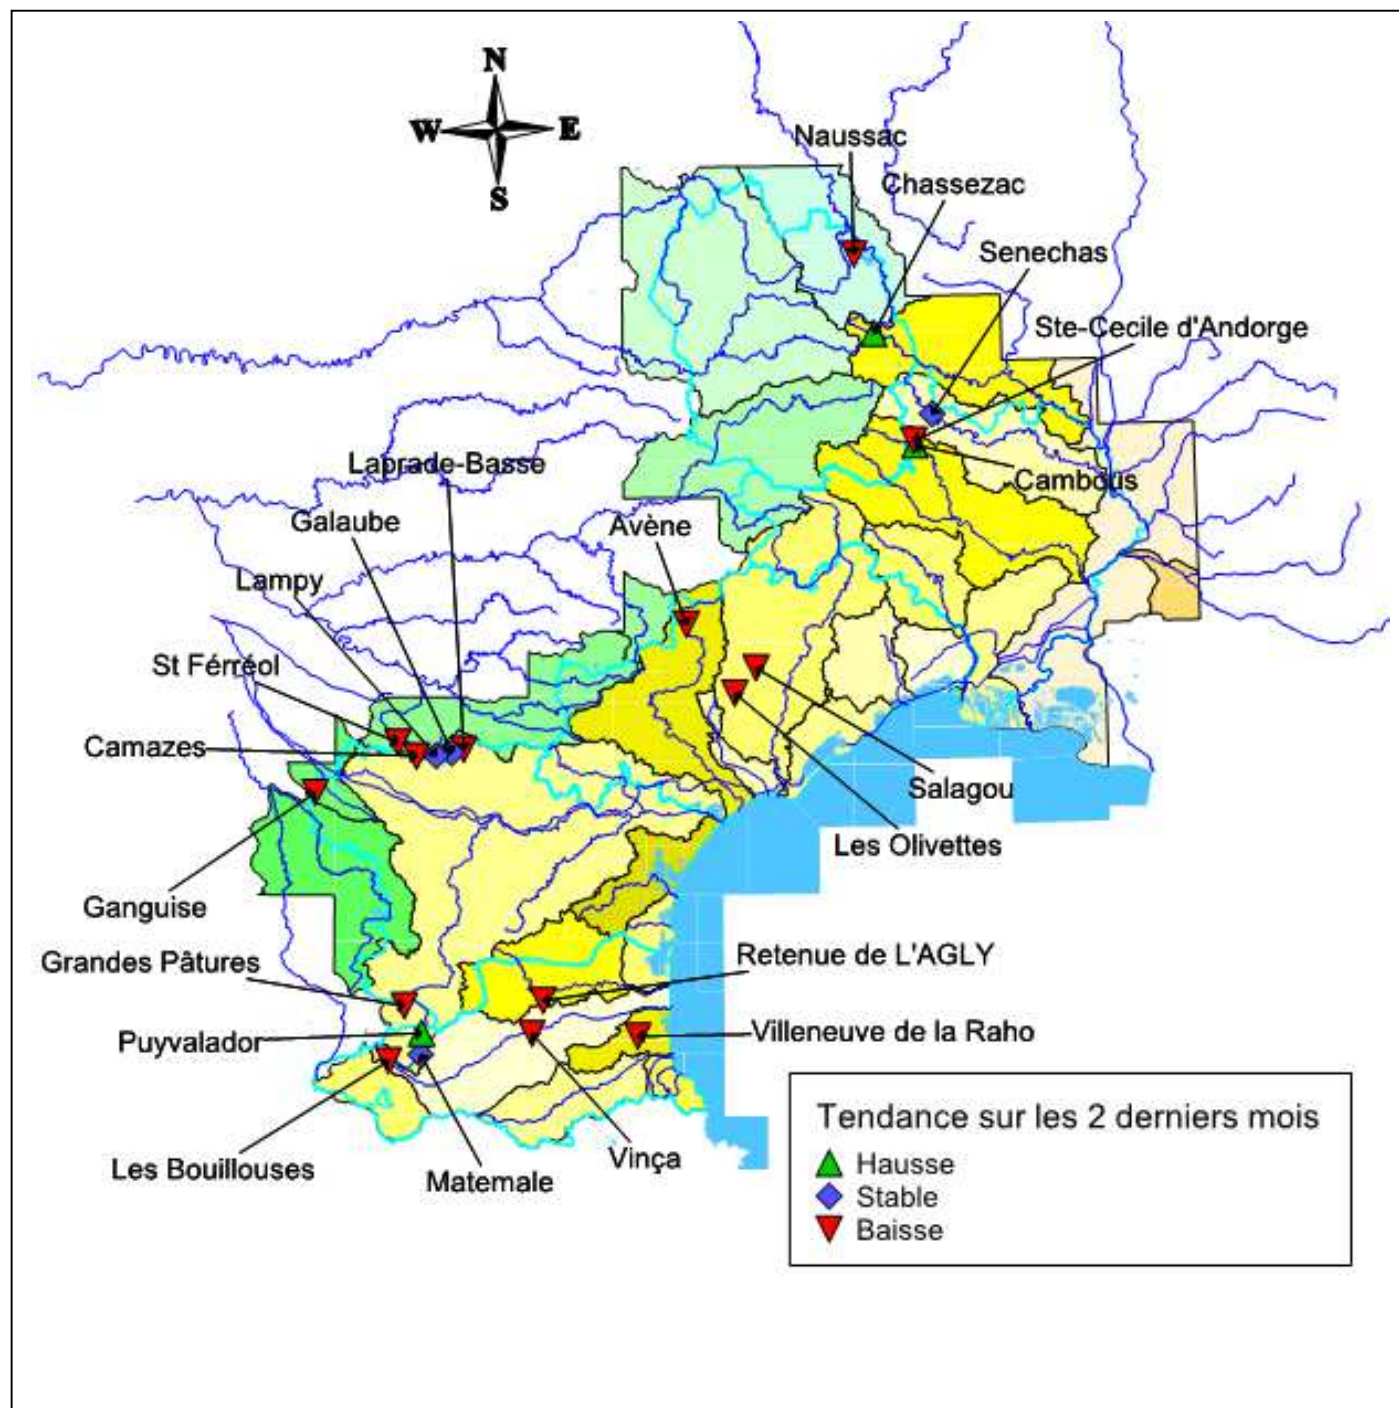 N
W
E
S
Naussac
Chassezac
Senechas
Ste-Cecile d'Andorge
Laprade-Basse
Cambous
Galaube
Avène
Lampy
St Férréol
Camazes
Salagou
Les Olivettes
Ganguise
Grandes Pâtures
Retenue de L'AGLY
Puyvalador
Villeneuve de la Raho
Les Bouillouses
Matemale
Vinça
Tendance sur les 2 derniers mois
Hausse
Stable
Baisse